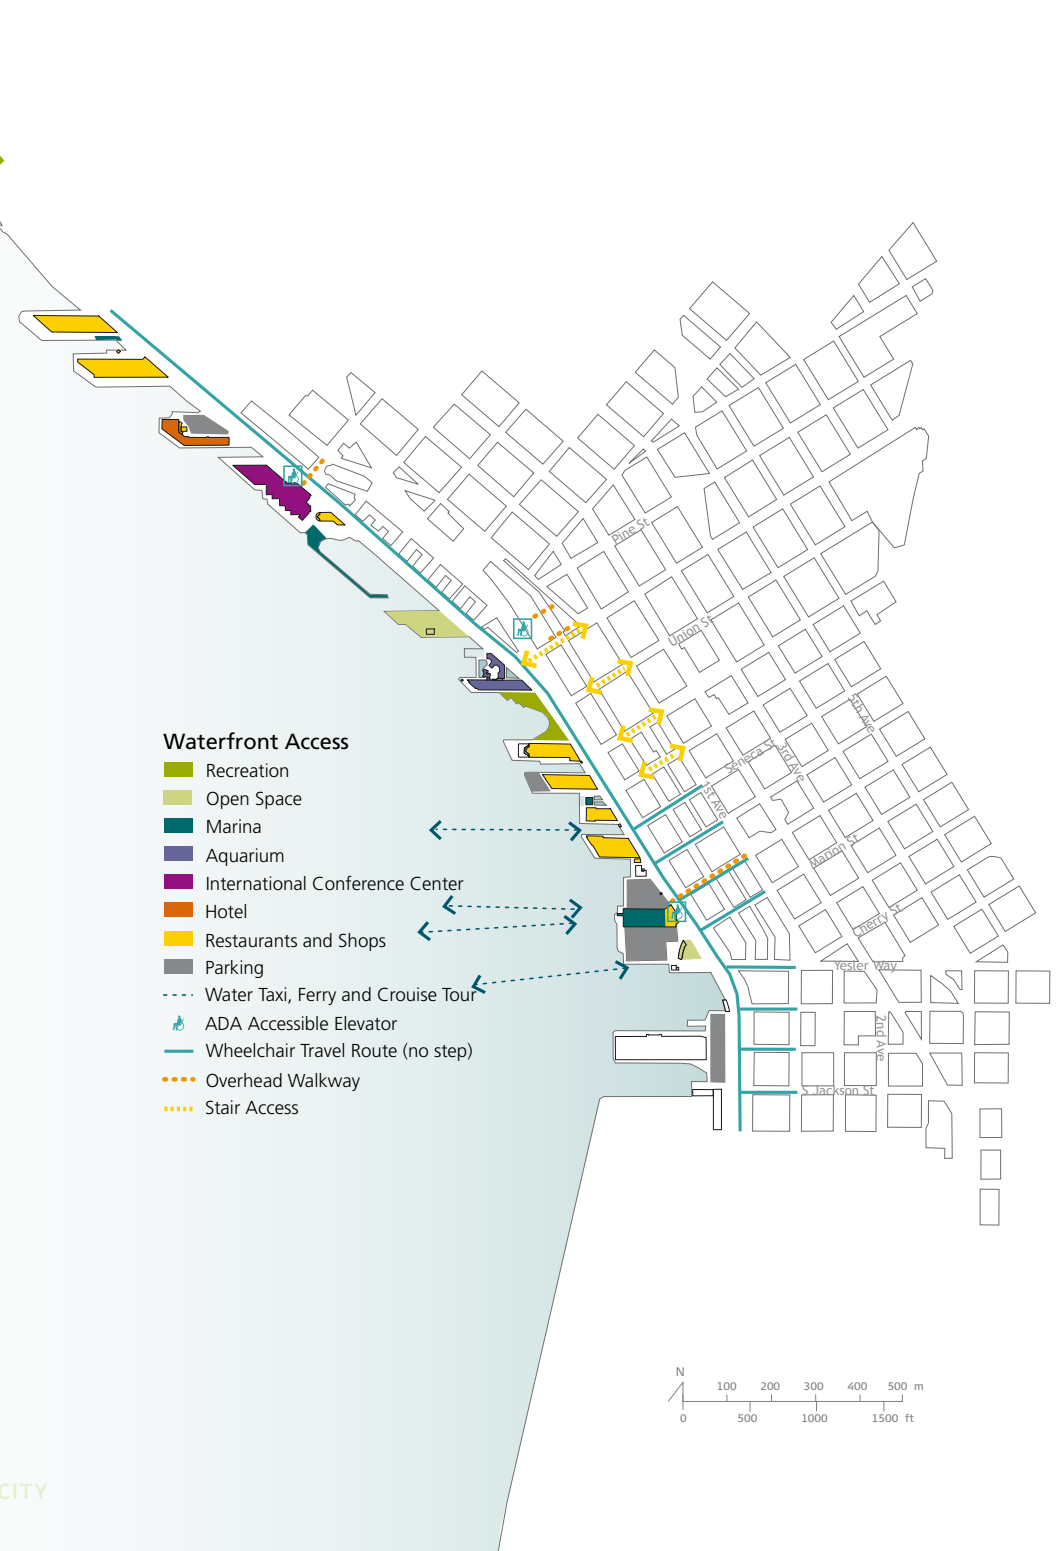 Pine St
Union St
5th Ave
Seneca St
3rd Ave
1st Ave
Marion St
Cherry St
Yesler Way
2nd Ave
S Jackson St
Waterfront Access
Recreation
Open Space
Marina
Aquarium
International Conference Center
Hotel
Restaurants and Shops
Parking
Water Taxi, Ferry and Crouise Tour
ADA Accessible Elevator
Wheelchair Travel Route (no step)
Overhead Walkway
Stair Access
N
100 200 300 400 500 m
0 500 1000 1500 ft
CITY